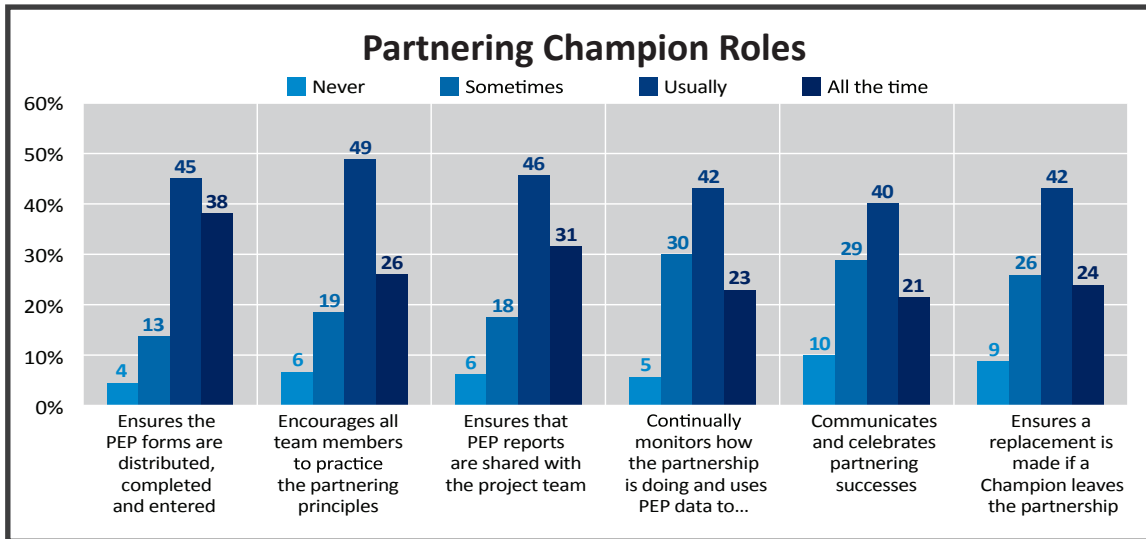 Partnering Champion Roles
Never Sometimes Usually All the time
60%
50%
40%
30%
20%
10%
0%
4 13 45 38
6 19 49 26
6 18 46 31
5 30 42 23
10 29 40 21
9 26 42 24
Ensures the
PEP forms are
distributed,
completed
and entered
Encourages all
team members
to practice
the partnering
principles
Ensures that
PEP reports
are shared with
the project team
Continually
monitors how
the partnership
is doing and uses
PEP data to...
Communicates
and celebrates
partnering
successes
Ensures a
replacement is
made if a
Champion leaves
the partnership